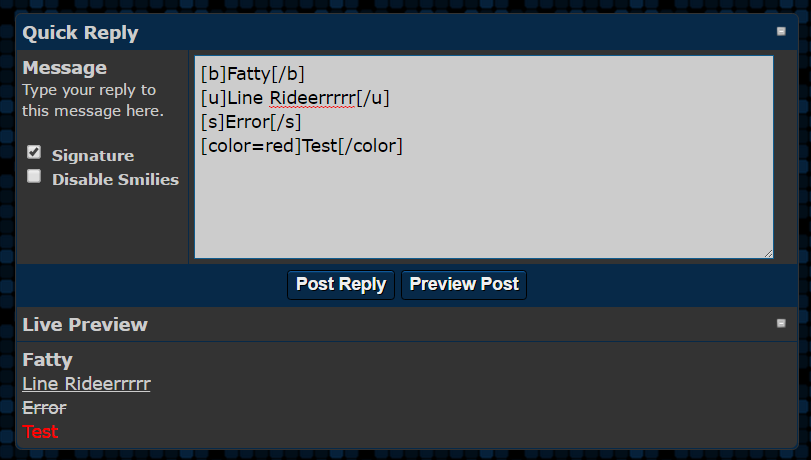 Quick Reply
Message
Type your reply to
this message here.
Signature
Disable Smilies
[b]Fatty[/b]
[u]Line Rideerrrrr[/u]
[s]Error[/s]
[color=red]Test[/color]
Post Reply Preview Post
Live Preview
Fatty
Line Rideerrrrr
Error
Test